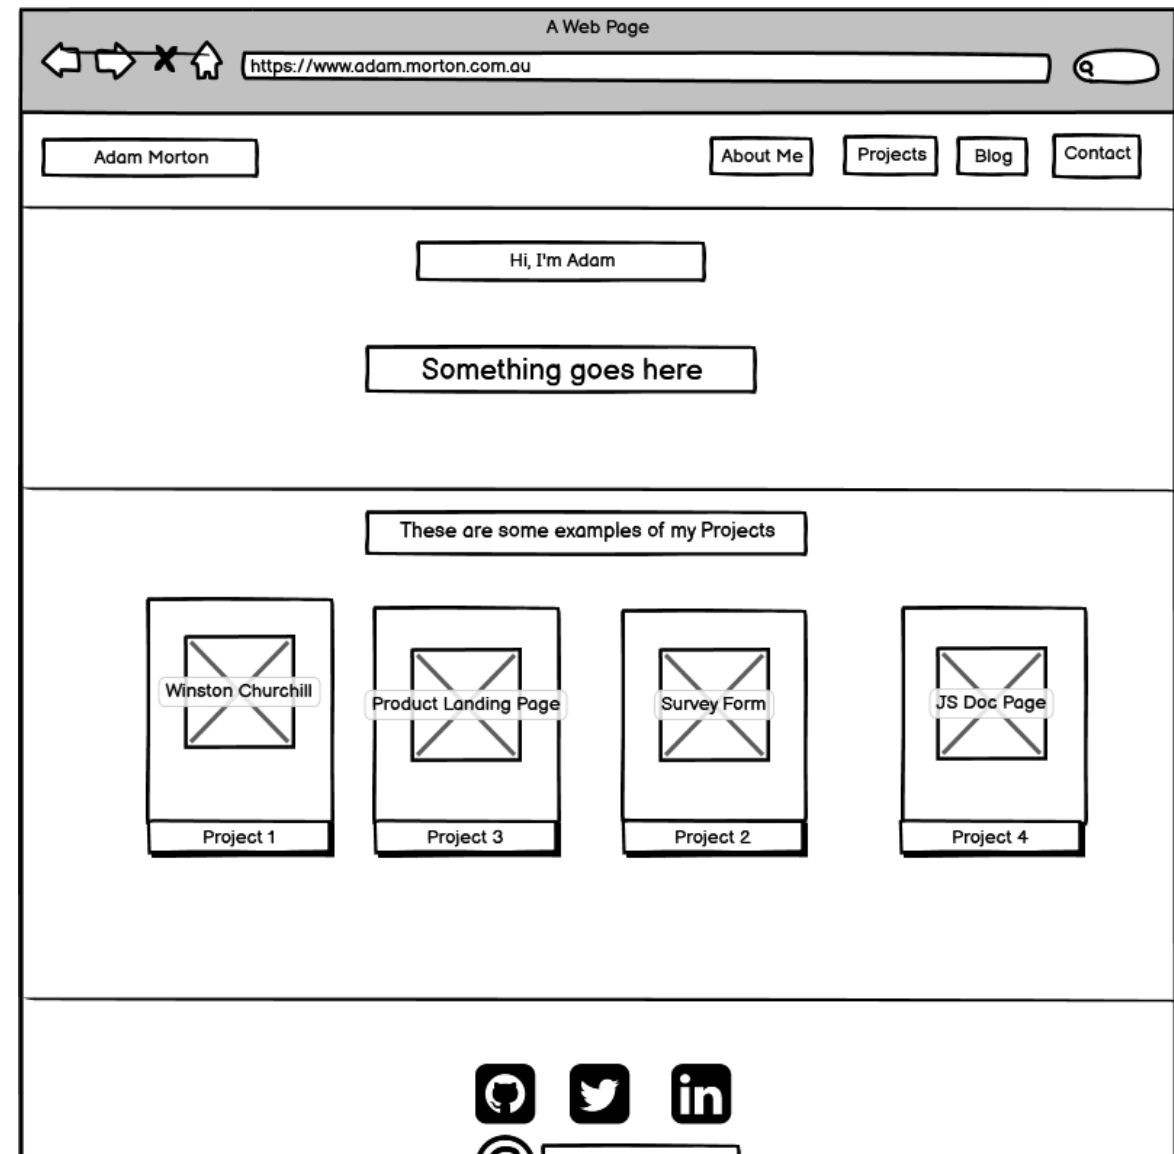 A Web Page
https://www.adam.morton.com.au
Adam Morton
About Me
Projects
Blog
Contact
Hi, I'm Adam
Something goes here
These are some examples of my Projects
Winston Churchill
Product Landing Page
Survey Form
JS Doc Page
Project 1
Project 3
Project 2
Project 4
in